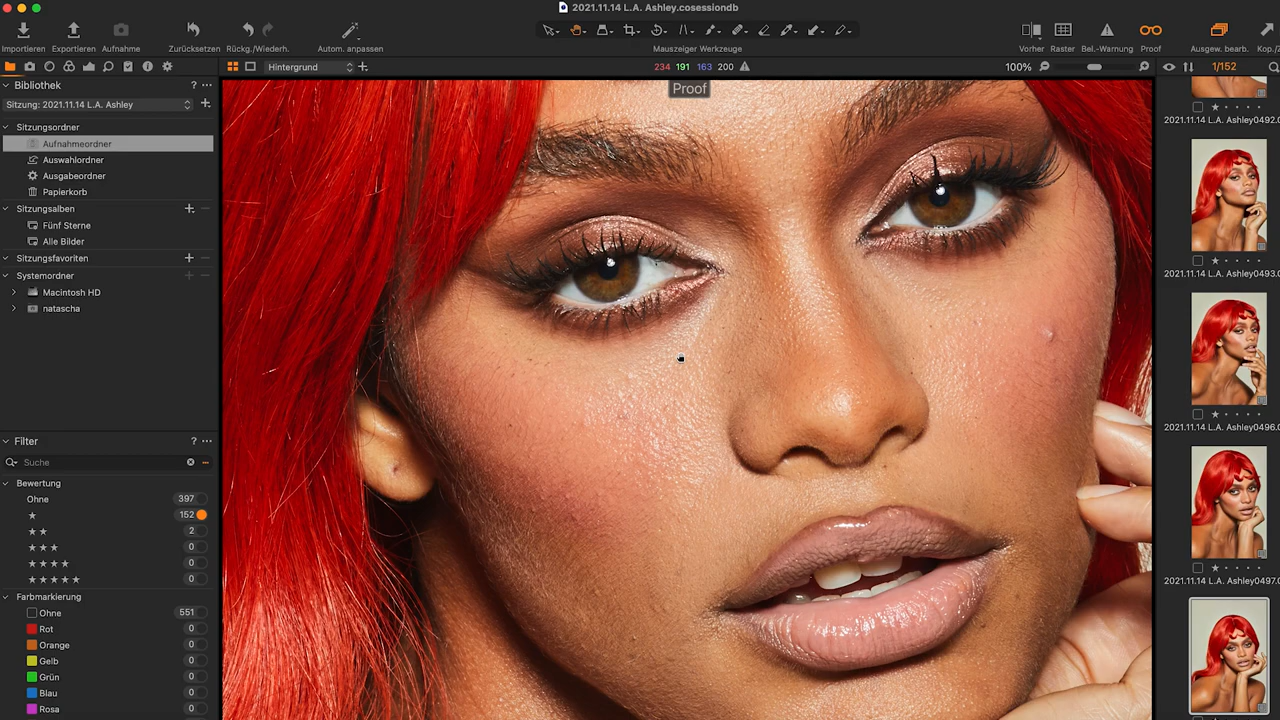 2021.11.14 L.A. Ashley.cosessiondb
Importieren Exportieren Aufnahme Zurücksetzen Rückg./Wiederh. Autom. anpassen Mauszeiger Werkzeuge Vorher Raster Bel.-Warnung Proof Ausgew. bearb. Kop./
Hintergrund 234 191 163 200 100% 1/152
Bibliothek ?
Proof
Sitzung: 2021.11.14 L.A. Ashley
Sitzungsordner
Aufnahmeordner
Auswahlordner
Ausgabeordner
Papierkorb
Sitzungsalben
Fünf Sterne
Alle Bilder
Sitzungsfavoriten
Systemordner
Macintosh HD
natascha
Filter ?
Suche
Bewertung
Ohne 397
★ 152
★ ★ 2
★ ★ ★ 0
★ ★ ★ ★ 0
★ ★ ★ ★ ★ 0
Farbmarkierung
Ohne 551
Rot 0
Orange 0
Gelb 0
Grün 0
Blau 0
Rosa 0
2021.11.14 L.A. Ashley0492.
2021.11.14 L.A. Ashley0493.
2021.11.14 L.A. Ashley0496.
2021.11.14 L.A. Ashley0497.